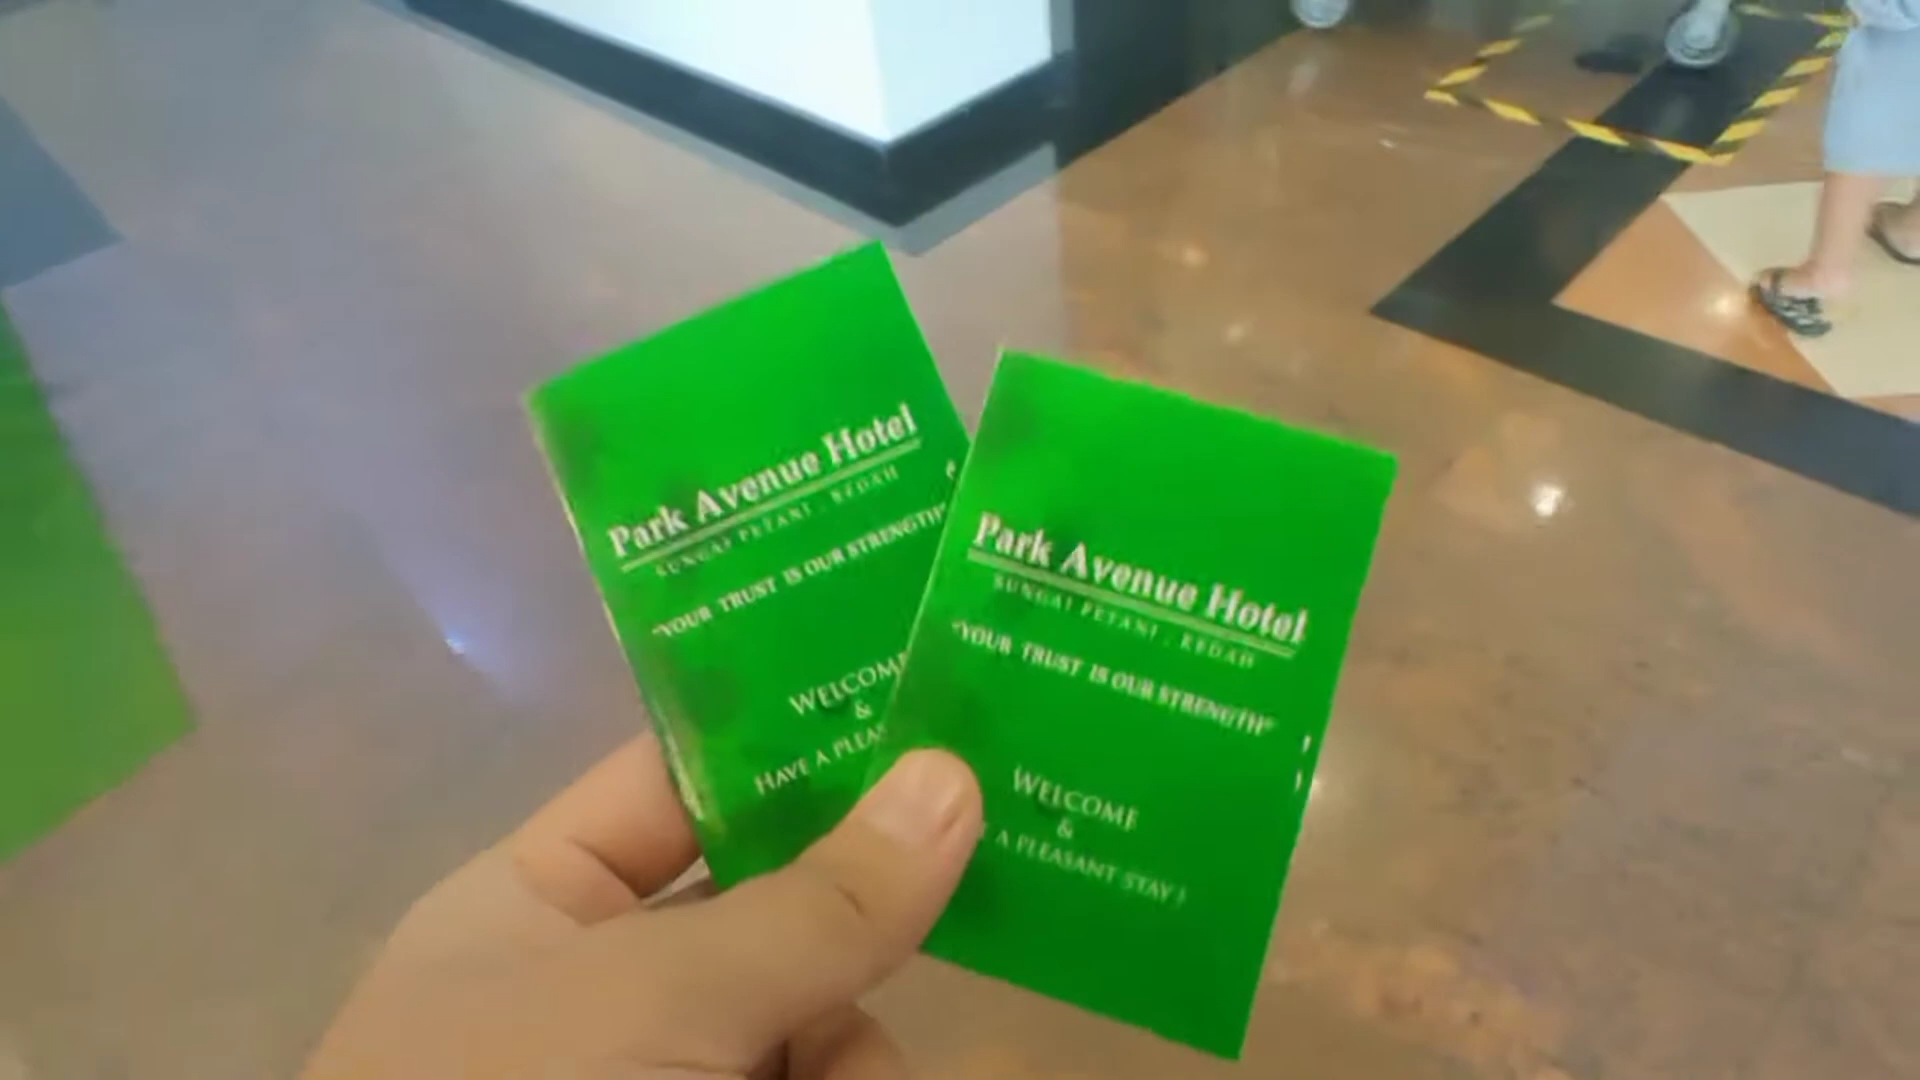 Park Avenue Hotel
SUNGAI PETANI, KEDAH
"YOUR TRUST IS OUR STRENGTH"
WELCOME
&
HAVE A PLEAS
Park Avenue Hotel
SUNGAI PETANI, KEDAH
"YOUR TRUST IS OUR STRENGTH"
WELCOME
&
A PLEASANT STAY!